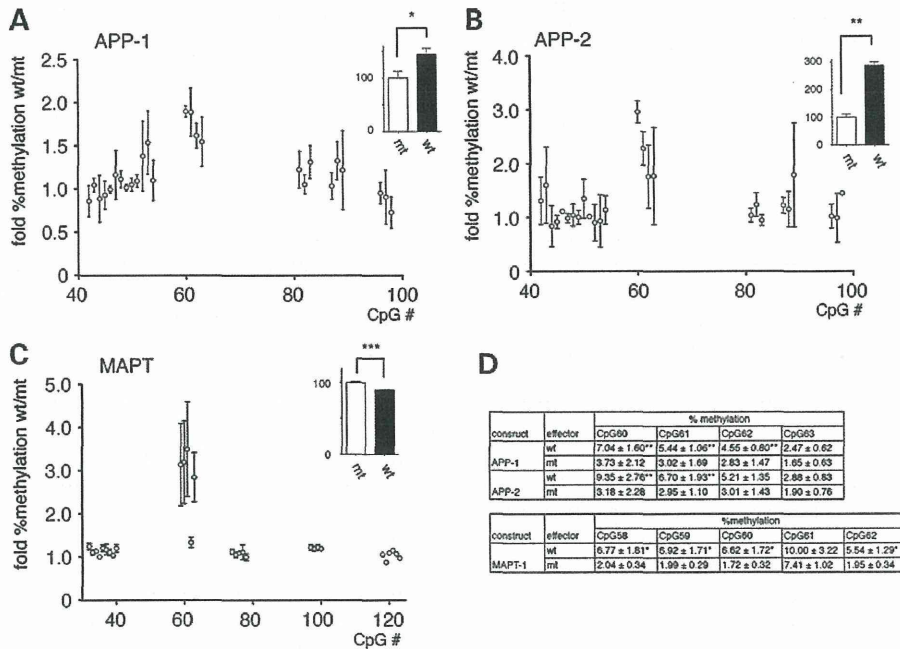 A
APP-1
fold %methylation wt/mt
2.5
2.0
1.5
1.0
0.5
0
40
60
80
100
CpG #
*
100
0
mt
wt
B
APP-2
fold %methylation wt/mt
4.0
3.0
2.0
1.0
0
40
60
80
100
CpG #
**
300
200
100
0
mt
wt
C
MAPT
fold %methylation wt/mt
5.0
4.0
3.0
2.0
1.0
0
40
60
80
100
120
CpG #
***
100
0
mt
wt
D
% methylation
construct effector CpG60 CpG61 CpG62 CpG63
wt 7.04 ± 1.60** 5.44 ± 1.06** 4.55 ± 0.60** 2.47 ± 0.62
APP-1 mt 3.73 ± 2.12 3.02 ± 1.69 2.83 ± 1.47 1.65 ± 0.63
wt 9.35 ± 2.76** 6.70 ± 1.93** 5.21 ± 1.35 2.88 ± 0.83
APP-2 mt 3.18 ± 2.28 2.95 ± 1.10 3.01 ± 1.43 1.90 ± 0.76
%methylation
construct effector CpG58 CpG59 CpG60 CpG61 CpG62
wt 6.77 ± 1.81* 6.92 ± 1.71* 6.62 ± 1.72* 10.00 ± 3.22 5.54 ± 1.29*
MAPT-1 mt 2.04 ± 0.34 1.99 ± 0.29 1.72 ± 0.32 7.41 ± 1.02 1.95 ± 0.34